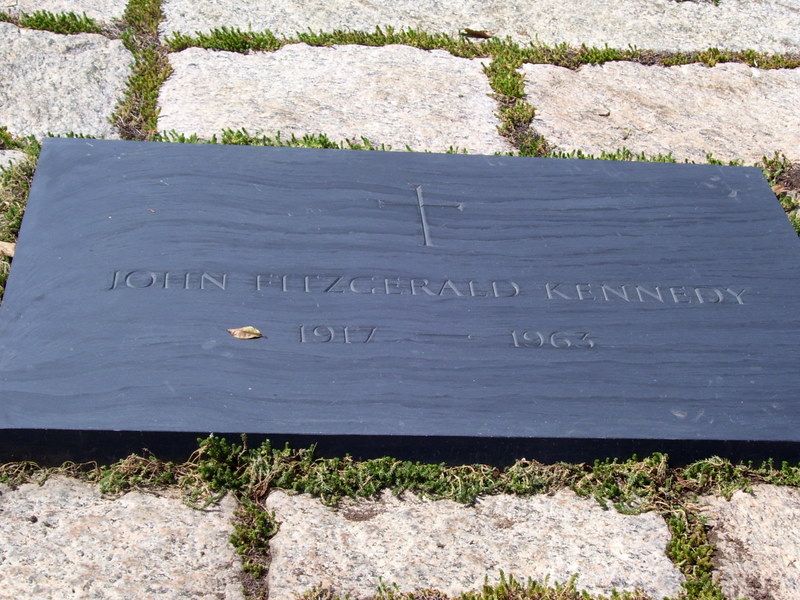 JOHN FITZGERALD KENNEDY
1917 — 1963